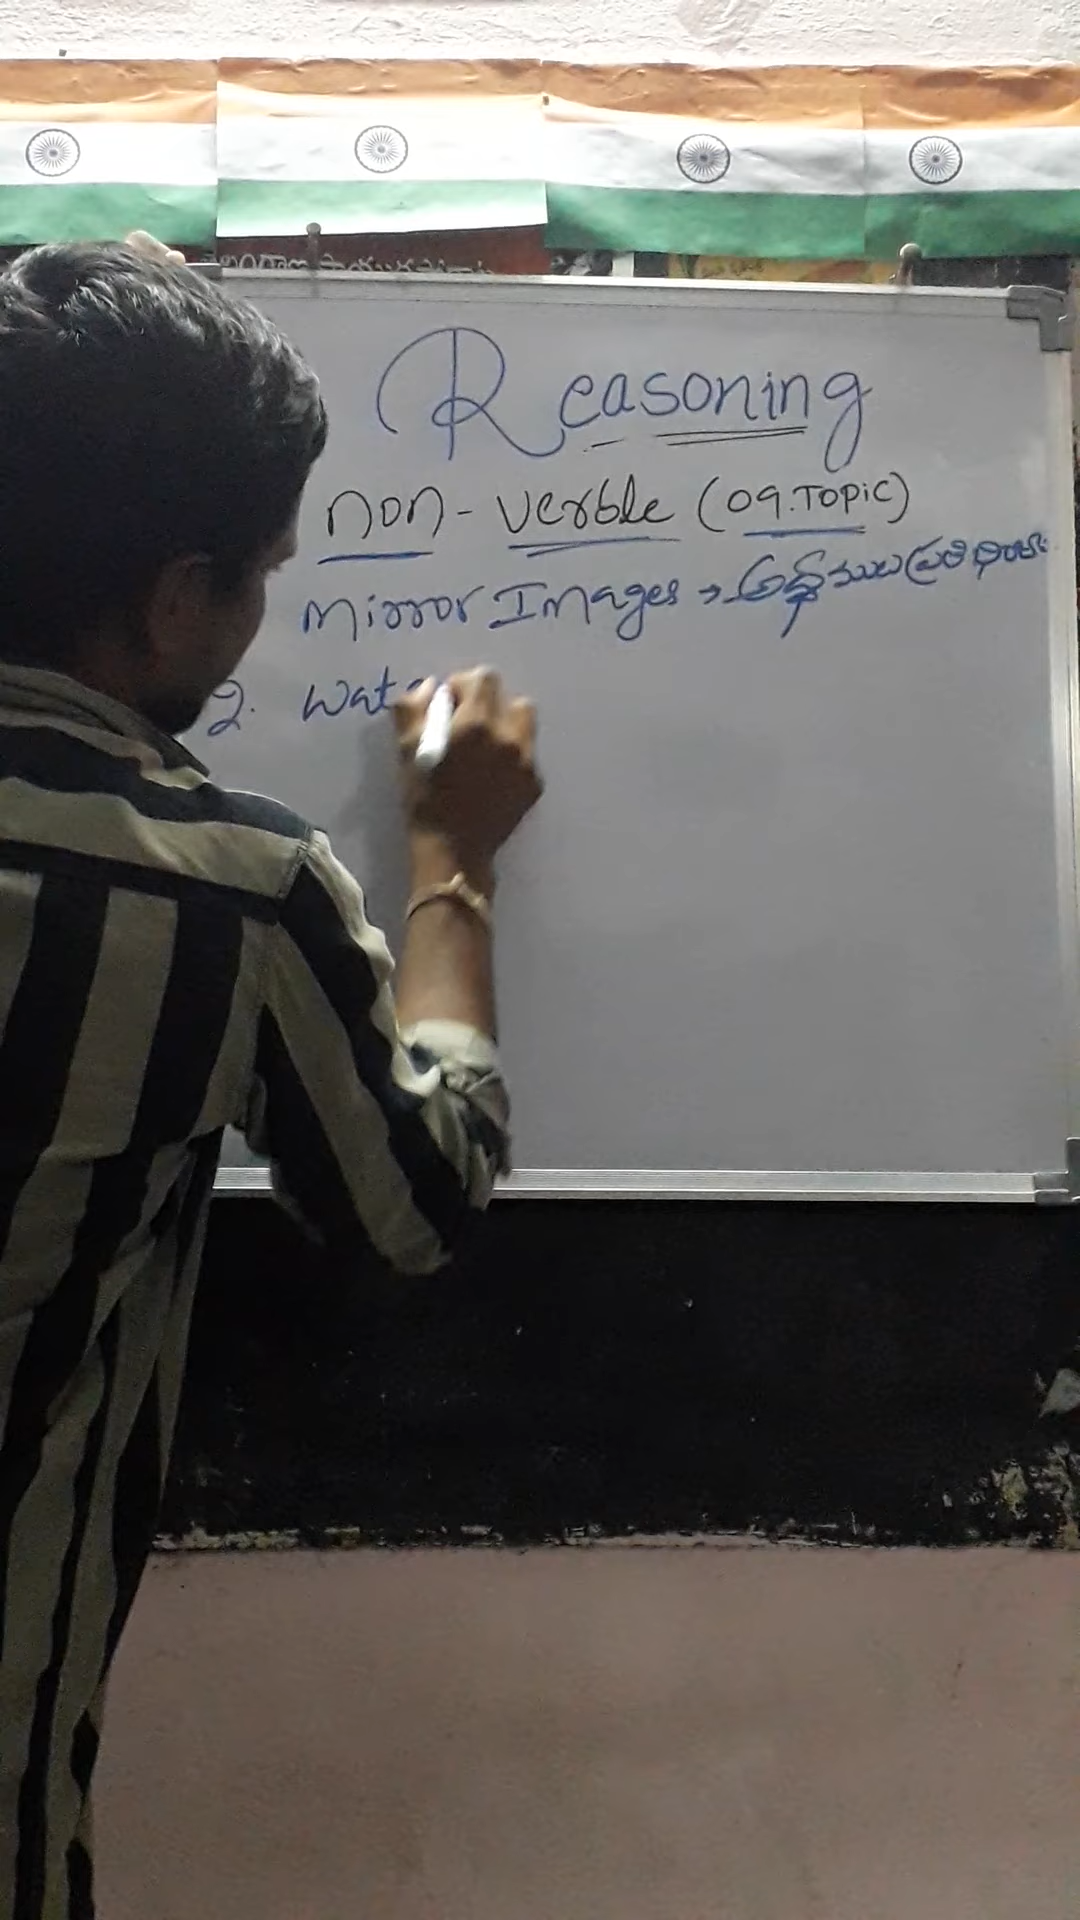 Reasoning
non-verble (09.Topic)
mirror Images → అద్దముల ప్రతిబింబం
2. Wat